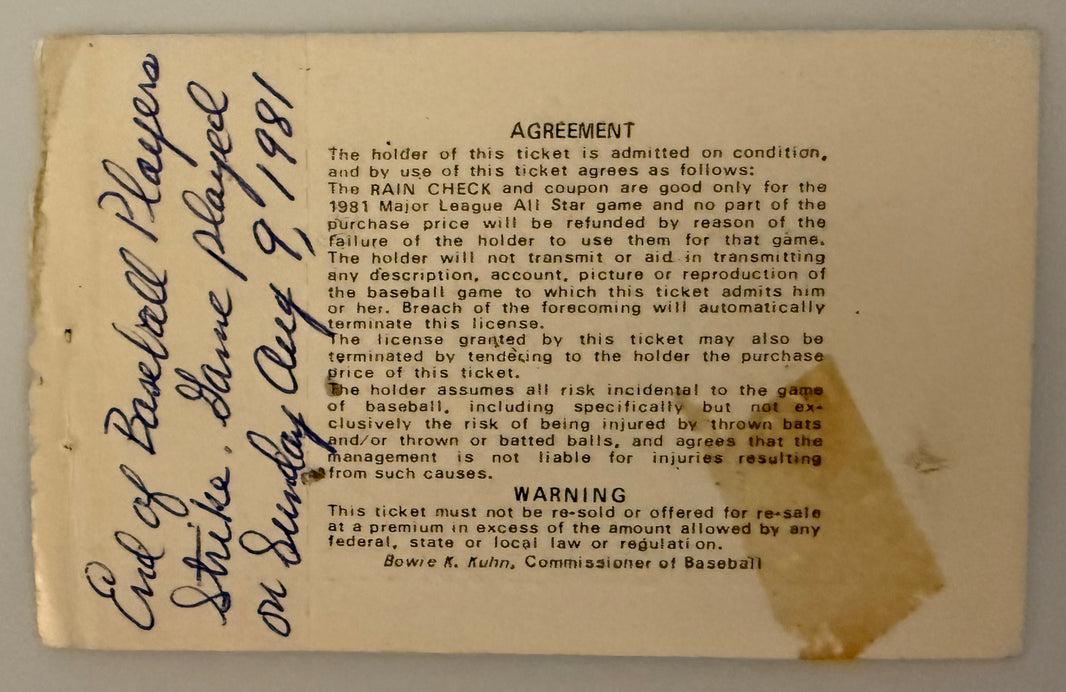 End of Baseball Players
Strike. Game played
on Sunday Aug 9, 1981
AGREEMENT
The holder of this ticket is admitted on condition,
and by use of this ticket agrees as follows:
The RAIN CHECK and coupon are good only for the
1981 Major League All Star game and no part of the
purchase price will be refunded by reason of the
failure of the holder to use them for that game.
The holder will not transmit or aid in transmitting
any description, account, picture or reproduction of
the baseball game to which this ticket admits him
or her. Breach of the forecoming will automatically
terminate this license.
The license granted by this ticket may also be
terminated by tendering to the holder the purchase
price of this ticket.
The holder assumes all risk incidental to the game
of baseball, including specifically but not ex-
clusively the risk of being injured by thrown bats
and/or thrown or batted balls, and agrees that the
management is not liable for injuries resulting
from such causes.
WARNING
This ticket must not be re-sold or offered for re-sale
at a premium in excess of the amount allowed by any
federal, state or local law or regulation.
Bowie K. Kuhn, Commissioner of Baseball